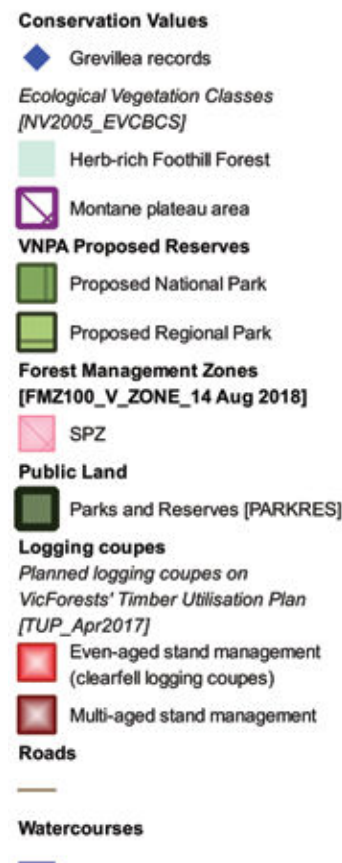 Conservation Values
Grevillea records
Ecological Vegetation Classes
[NV2005_EVCBCS]
Herb-rich Foothill Forest
Montane plateau area
VNPA Proposed Reserves
Proposed National Park
Proposed Regional Park
Forest Management Zones
[FMZ100_V_ZONE_14 Aug 2018]
SPZ
Public Land
Parks and Reserves [PARKRES]
Logging coupes
Planned logging coupes on
VicForests' Timber Utilisation Plan
[TUP_Apr2017]
Even-aged stand management
(clearfell logging coupes)
Multi-aged stand management
Roads
Watercourses